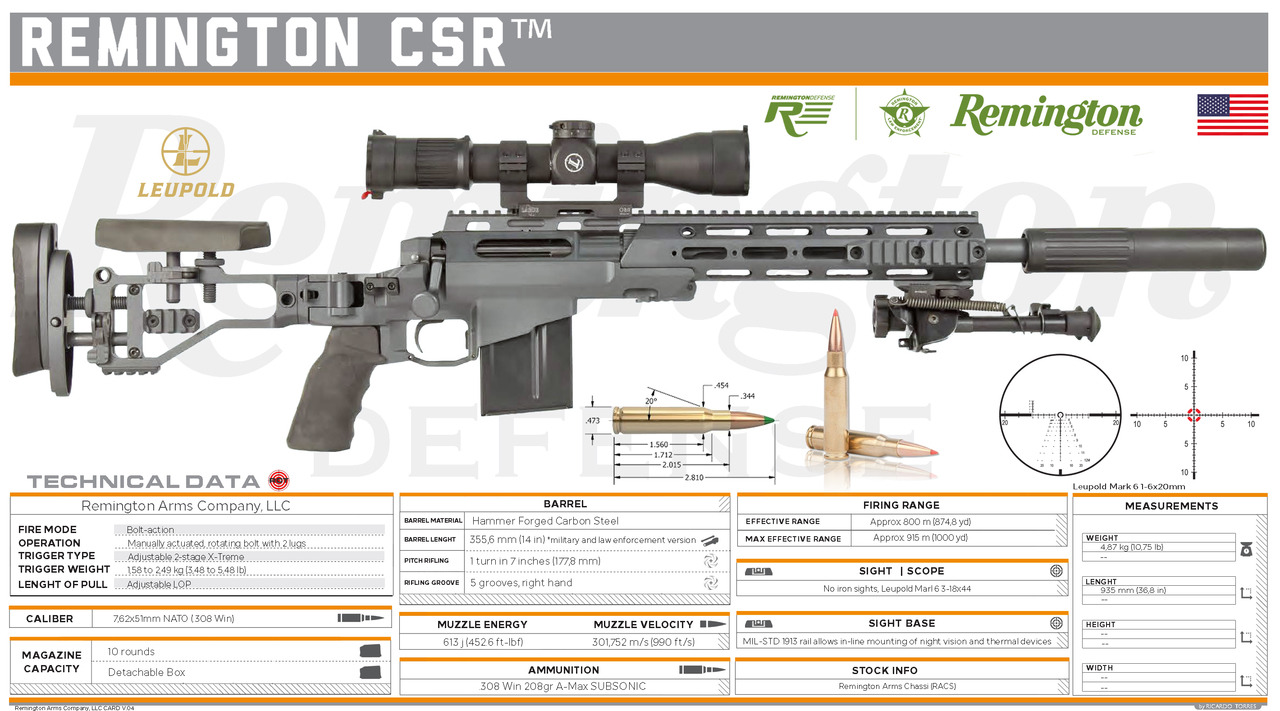 REMINGTON CSR™
REMINGTONDEFENSE
R
REMINGTON
R
LAW ENFORCEMENT
Remington
DEFENSE
LEUPOLD
Remington
DEFENSE
.473
20°
.454
.344
1.560
1.712
2.015
2.810
20
20
10
5
10
5
5
10
5
10
Leupold Mark 6 1-6x20mm
TECHNICAL DATA
Remington Arms Company, LLC
FIRE MODE Bolt-action
OPERATION Manually actuated, rotating bolt with 2 lugs
TRIGGER TYPE Adjustable 2-stage X-Treme
TRIGGER WEIGHT 1,58 to 2,49 kg (3,48 to 5,48 lb)
LENGHT OF PULL Adjustable LOP
CALIBER 7,62x51mm NATO (308 Win)
MAGAZINE CAPACITY
10 rounds
Detachable Box
BARREL
BARREL MATERIAL Hammer Forged Carbon Steel
BARREL LENGHT 355,6 mm (14 in) *military and law enforcement version
PITCH RIFLING 1 turn in 7 inches (177,8 mm)
RIFLING GROOVE 5 grooves, right hand
MUZZLE ENERGY MUZZLE VELOCITY
613 j (452.6 ft-lbf) 301,752 m/s (990 ft/s)
AMMUNITION
308 Win 208gr A-Max SUBSONIC
FIRING RANGE
EFFECTIVE RANGE Approx 800 m (874,8 yd)
MAX EFFECTIVE RANGE Approx. 915 m (1000 yd)
SIGHT | SCOPE
No iron sights, Leupold Marl 6 3-18x44
SIGHT BASE
MIL-STD 1913 rail allows in-line mounting of night vision and thermal devices
STOCK INFO
Remington Arms Chassi (RACS)
MEASUREMENTS
WEIGHT
4,87 kg (10,75 lb)
--
LENGHT
935 mm (36,8 in)
--
HEIGHT
--
--
WIDTH
--
--
Remington Arms Company, LLC CARD V.04
by RICARDO TORRES